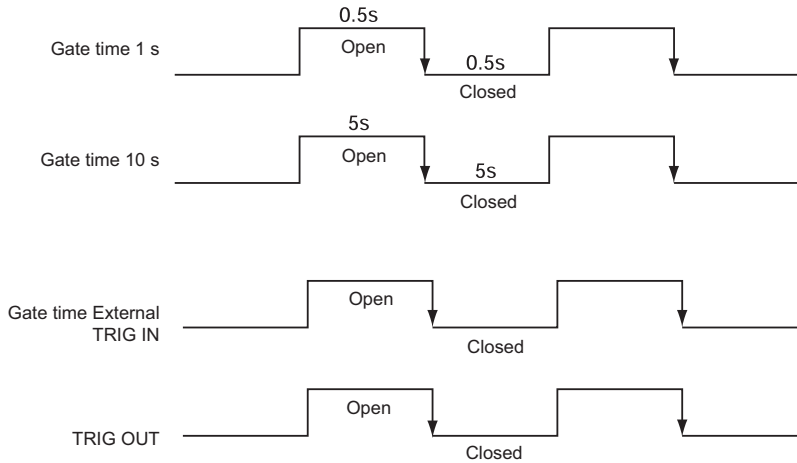 0.5s
Gate time 1 s
Open
0.5s
Closed
5s
Gate time 10 s
Open
5s
Closed
Gate time External
TRIG IN
Open
Closed
TRIG OUT
Open
Closed